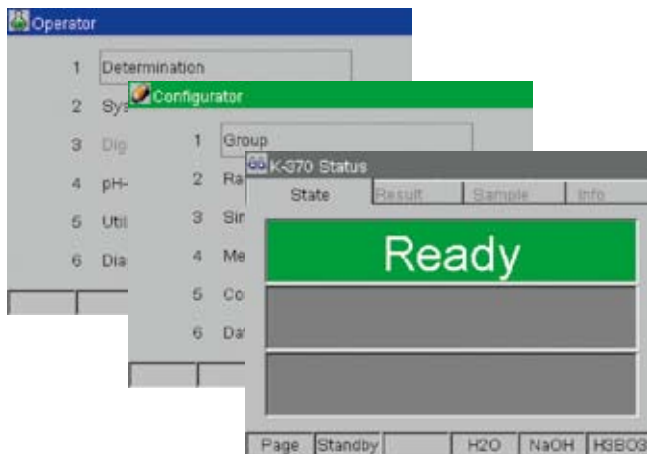 Operator
1 Determination
2 Sys
3 Dig
4 pH-
5 Util
6 Dia
Configurator
1 Group
2 Ra
3 Sin
4 Me
5 Co
6 Da
K-370 Status
State Result Sample Info
Ready
Page Standby H2O NaOH H3BO3